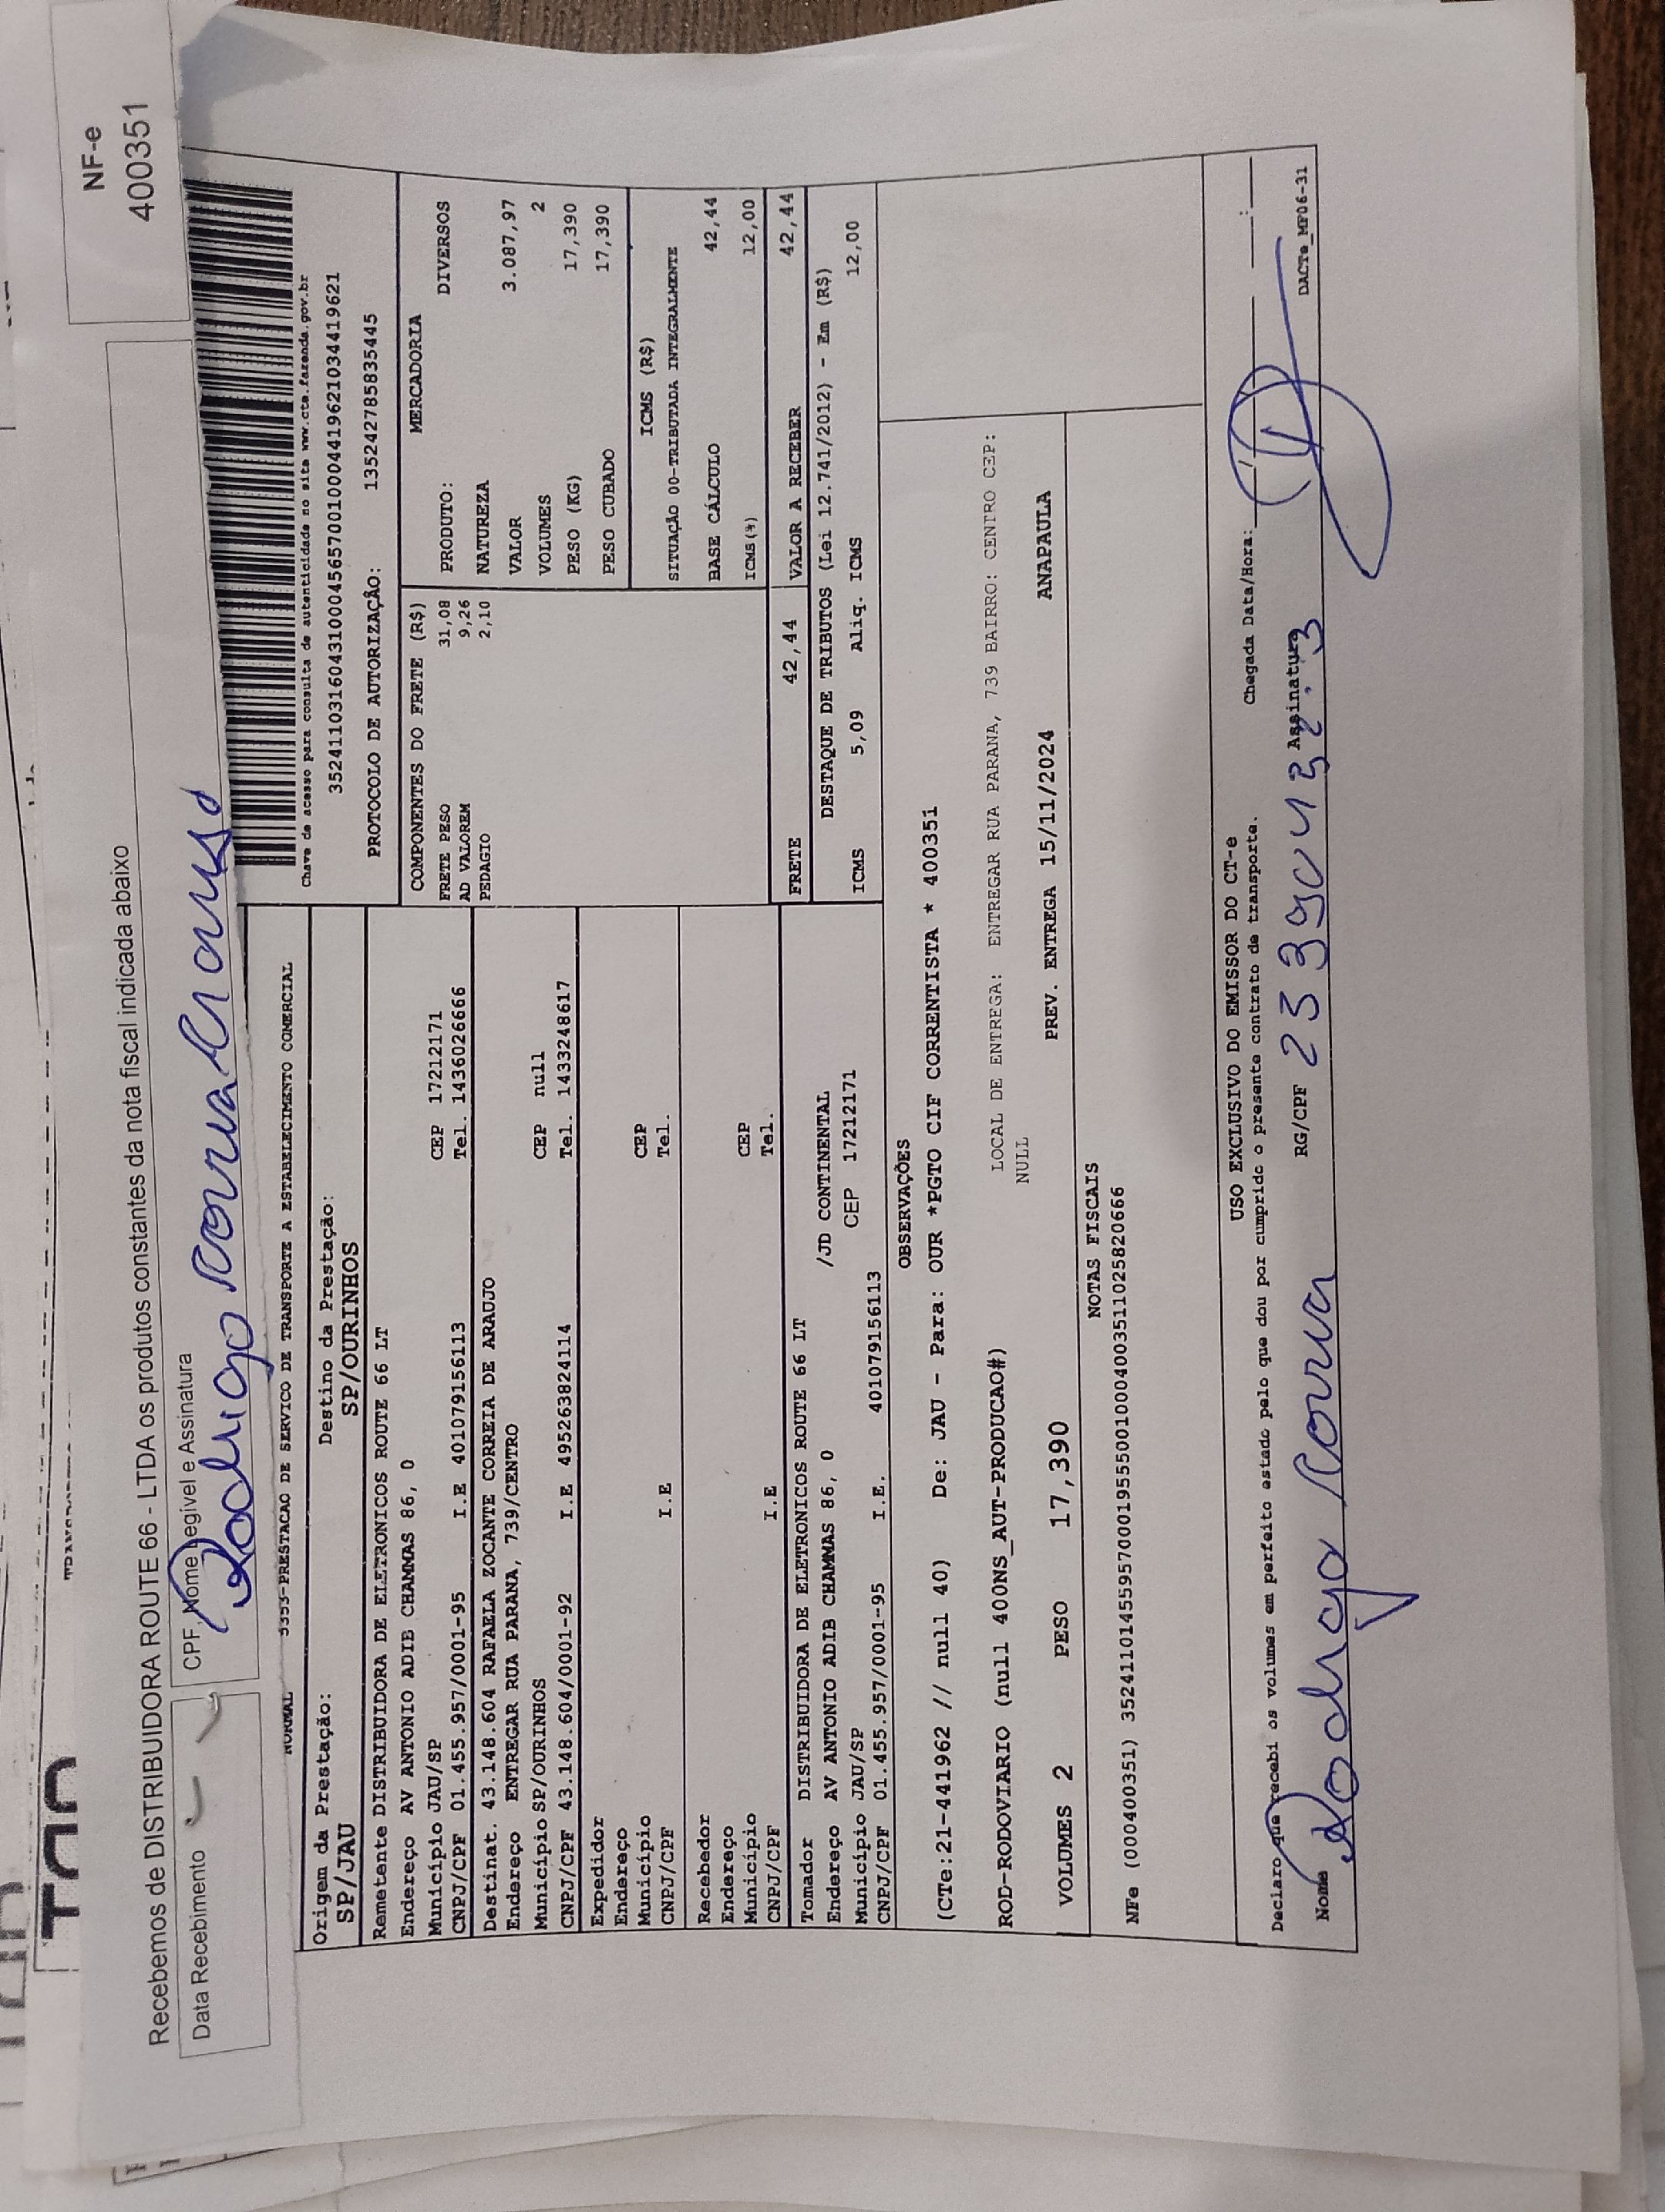 NF-e
400351
Recebemos de DISTRIBUIDORA ROUTE 66 - LTDA os produtos constantes da nota fiscal indicada abaixo
Data Recebimento
CPF, Nome Legível e Assinatura
Rodrigo
NORMAL 5353-PRESTACAO DE SERVICO DE TRANSPORTE A ESTABELECIMENTO COMERCIAL
Chave de acesso para consulta de autenticidade no site www.cte.fazenda.gov.br
35241103160431000456570010004419621034419621
PROTOCOLO DE AUTORIZAÇÃO: 135242785835445
Origem da Prestação:
SP/JAU
Destino da Prestação:
SP/OURINHOS
Remetente DISTRIBUIDORA DE ELETRONICOS ROUTE 66 LT
Endereço AV ANTONIO ADIB CHAMMAS 86, 0
Município JAU/SP CEP 17212171
CNPJ/CPF 01.455.957/0001-95 I.E 401079156113 Tel. 1436026666
Destinat. 43.148.604 RAFAELA ZOCANTE CORREIA DE ARAUJO
Endereço ENTREGAR RUA PARANA, 739/CENTRO
Município SP/OURINHOS CEP null
CNPJ/CPF 43.148.604/0001-92 I.E 495263824114 Tel. 1433248617
Expedidor
Endereço
Município CEP
CNPJ/CPF I.E Tel.
Recebedor
Endereço
Município CEP
CNPJ/CPF I.E Tel.
Tomador DISTRIBUIDORA DE ELETRONICOS ROUTE 66 LT
Endereço AV ANTONIO ADIB CHAMMAS 86, 0 /JD CONTINENTAL
Município JAU/SP CEP 17212171
CNPJ/CPF 01.455.957/0001-95 I.E. 401079156113
COMPONENTES DO FRETE (R$)
FRETE PESO 31,08
AD VALOREM 9,26
PEDAGIO 2,10
MERCADORIA
PRODUTO: DIVERSOS
NATUREZA
VALOR 3.087,97
VOLUMES 2
PESO (KG) 17,390
PESO CUBADO 17,390
ICMS (R$)
SITUAÇÃO 00-TRIBUTADA INTEGRALMENTE
BASE CÁLCULO 42,44
ICMS(%) 12,00
FRETE 42,44 VALOR A RECEBER 42,44
DESTAQUE DE TRIBUTOS (Lei 12.741/2012) - Em (R$)
ICMS 5,09 Aliq. ICMS 12,00
OBSERVAÇÕES
(CTe:21-441962 // null 40) De: JAU - Para: OUR *PGTO CIF CORRENTISTA * 400351
ROD-RODOVIARIO (null 400NS_AUT-PRODUCAO#) LOCAL DE ENTREGA: ENTREGAR RUA PARANA, 739 BAIRRO: CENTRO CEP:
NULL
VOLUMES 2 PESO 17,390 PREV. ENTREGA 15/11/2024 ANAPAULA
NOTAS FISCAIS
NFe (000400351) 35241101455957000195550010004003511025820666
USO EXCLUSIVO DO EMISSOR DO CT-e
Declaro que recebi os volumes em perfeito estado pelo que dou por cumprido o presente contrato de transporte.
Chegada Data/Hora:
Nome Rodrigo RG/CPF Assinatura
DACTe_MF06-31